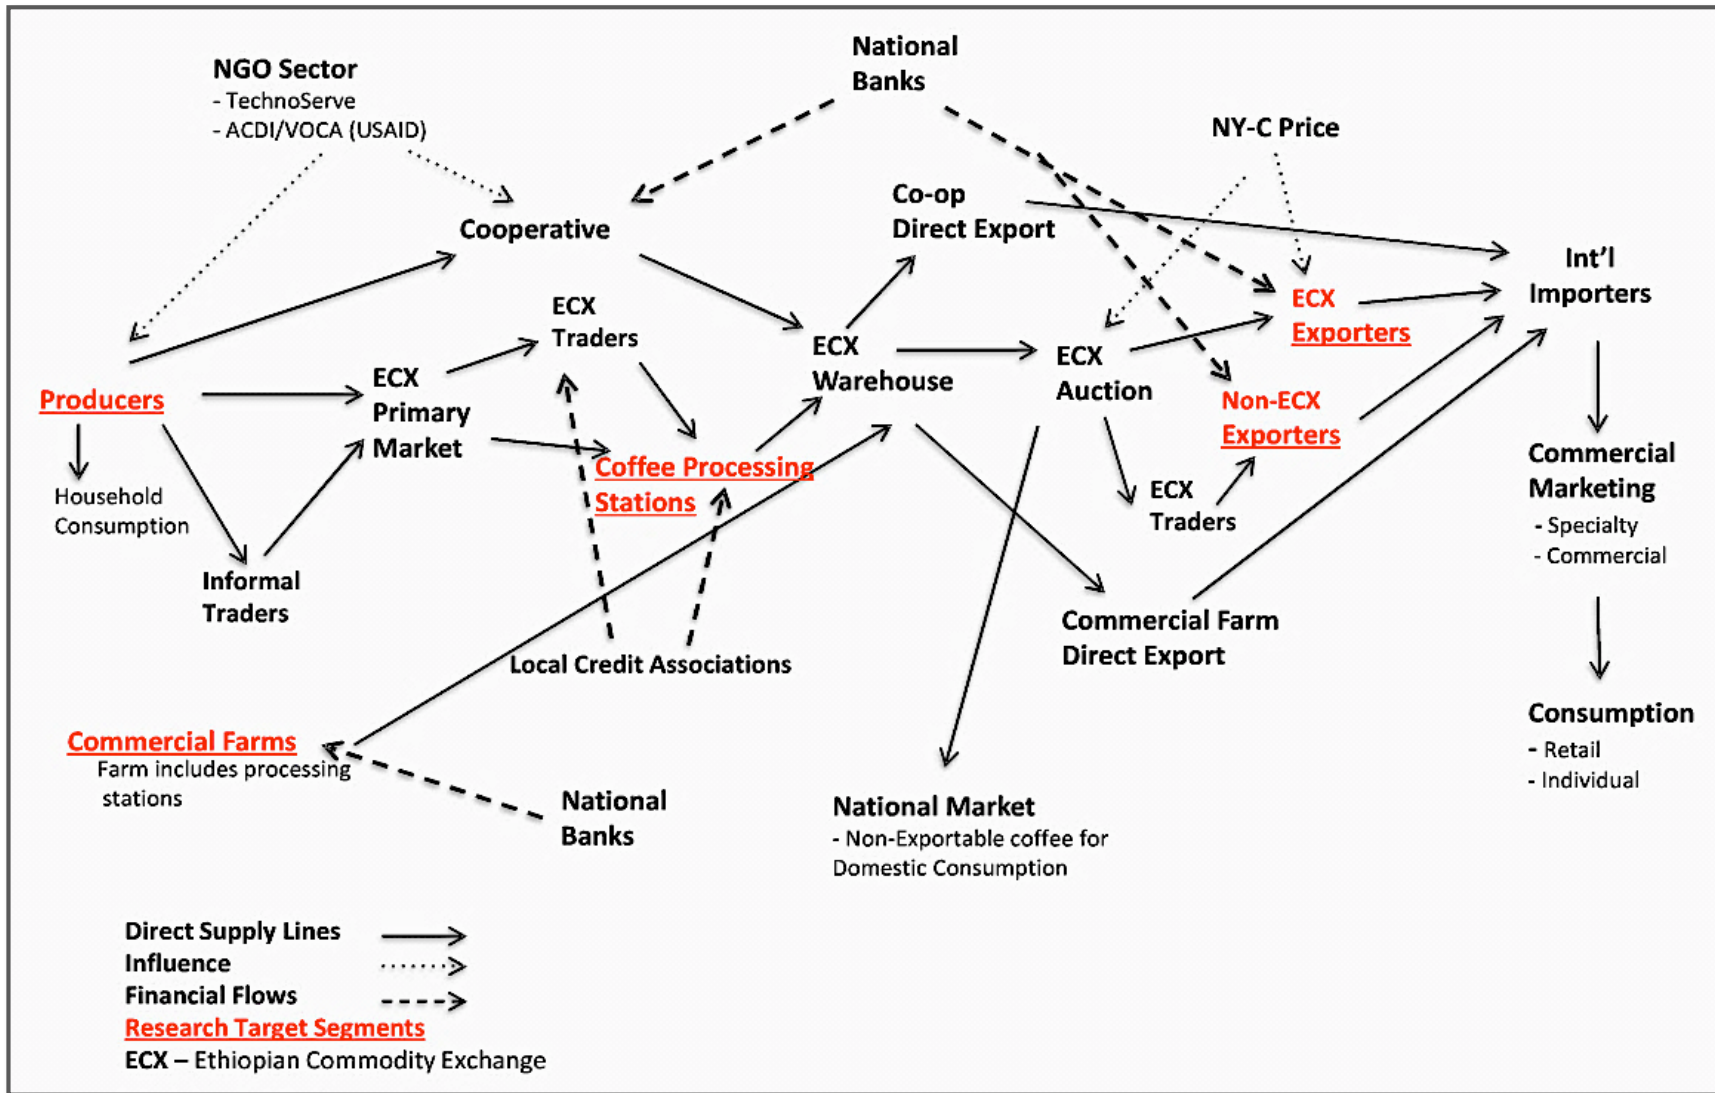 National
Banks
NGO Sector
- TechnoServe
- ACDI/VOCA (USAID)
NY-C Price
Co-op
Direct Export
Cooperative
Int'l
Importers
ECX
Traders
ECX
Exporters
ECX
Warehouse
ECX
Auction
Producers
ECX
Primary
Market
Non-ECX
Exporters
Coffee Processing
Stations
Commercial
Marketing
- Specialty
- Commercial
Household
Consumption
ECX
Traders
Informal
Traders
Commercial Farm
Direct Export
Local Credit Associations
Commercial Farms
Farm includes processing
stations
Consumption
- Retail
- Individual
National
Banks
National Market
- Non-Exportable coffee for
Domestic Consumption
Direct Supply Lines
Influence
Financial Flows
Research Target Segments
ECX – Ethiopian Commodity Exchange